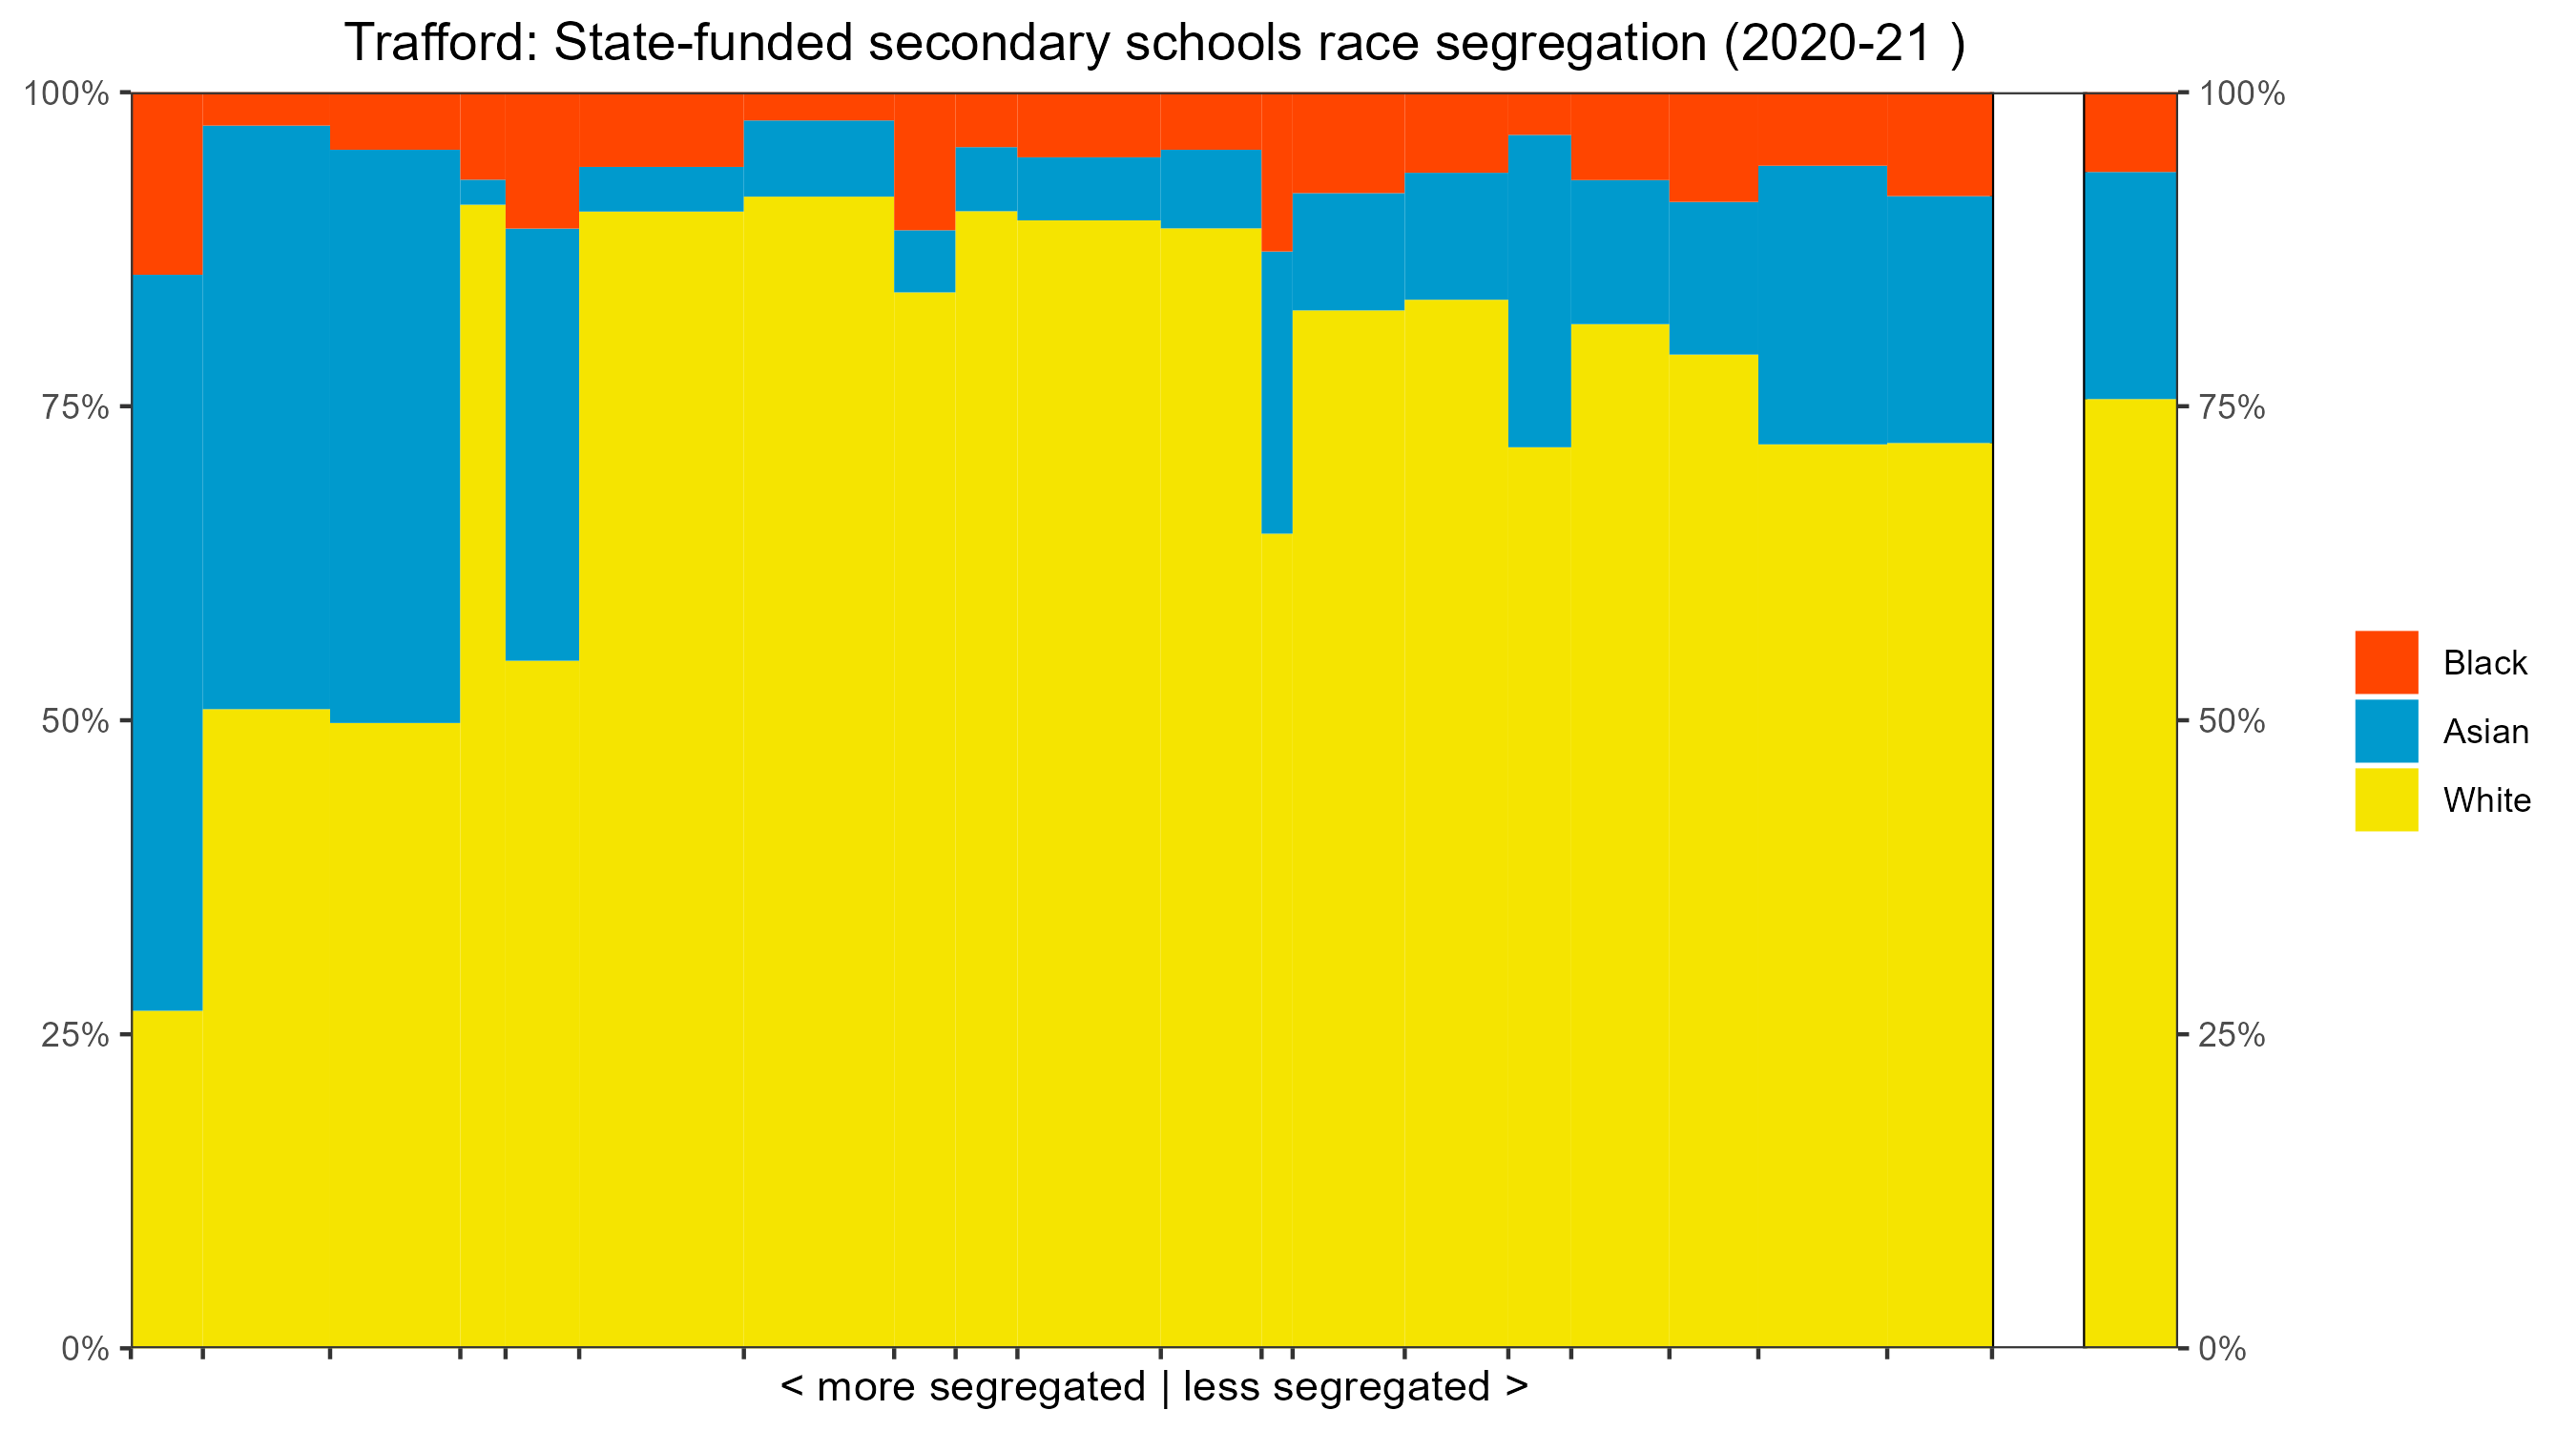 Trafford: State-funded secondary schools race segregation (2020-21 )
100%
100%
75%
75%
50%
50%
25%
25%
0%
0%
Black
Asian
White
< more segregated | less segregated >